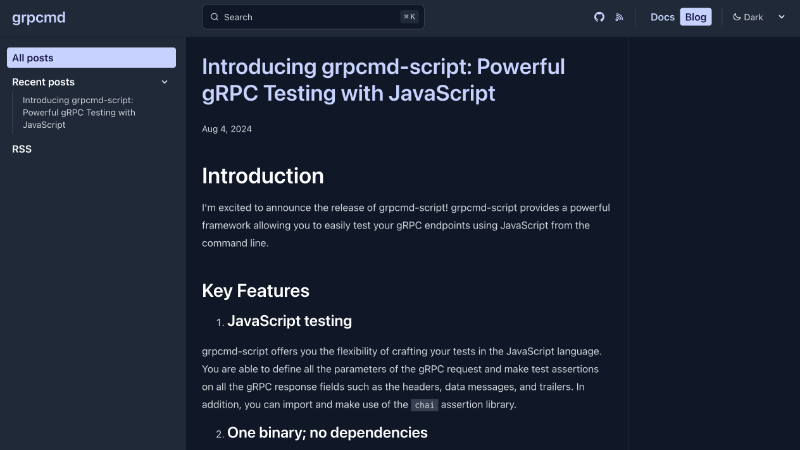 grpcmd
Search
⌘ K
Docs
Blog
Dark
All posts
Recent posts
Introducing grpcmd-script:
Powerful gRPC Testing with
JavaScript
RSS
Introducing grpcmd-script: Powerful
gRPC Testing with JavaScript
Aug 4, 2024
Introduction
I'm excited to announce the release of grpcmd-script! grpcmd-script provides a powerful
framework allowing you to easily test your gRPC endpoints using JavaScript from the
command line.
Key Features
1. JavaScript testing
grpcmd-script offers you the flexibility of crafting your tests in the JavaScript language.
You are able to define all the parameters of the gRPC request and make test assertions
on all the gRPC response fields such as the headers, data messages, and trailers. In
addition, you can import and make use of the chai assertion library.
2. One binary; no dependencies